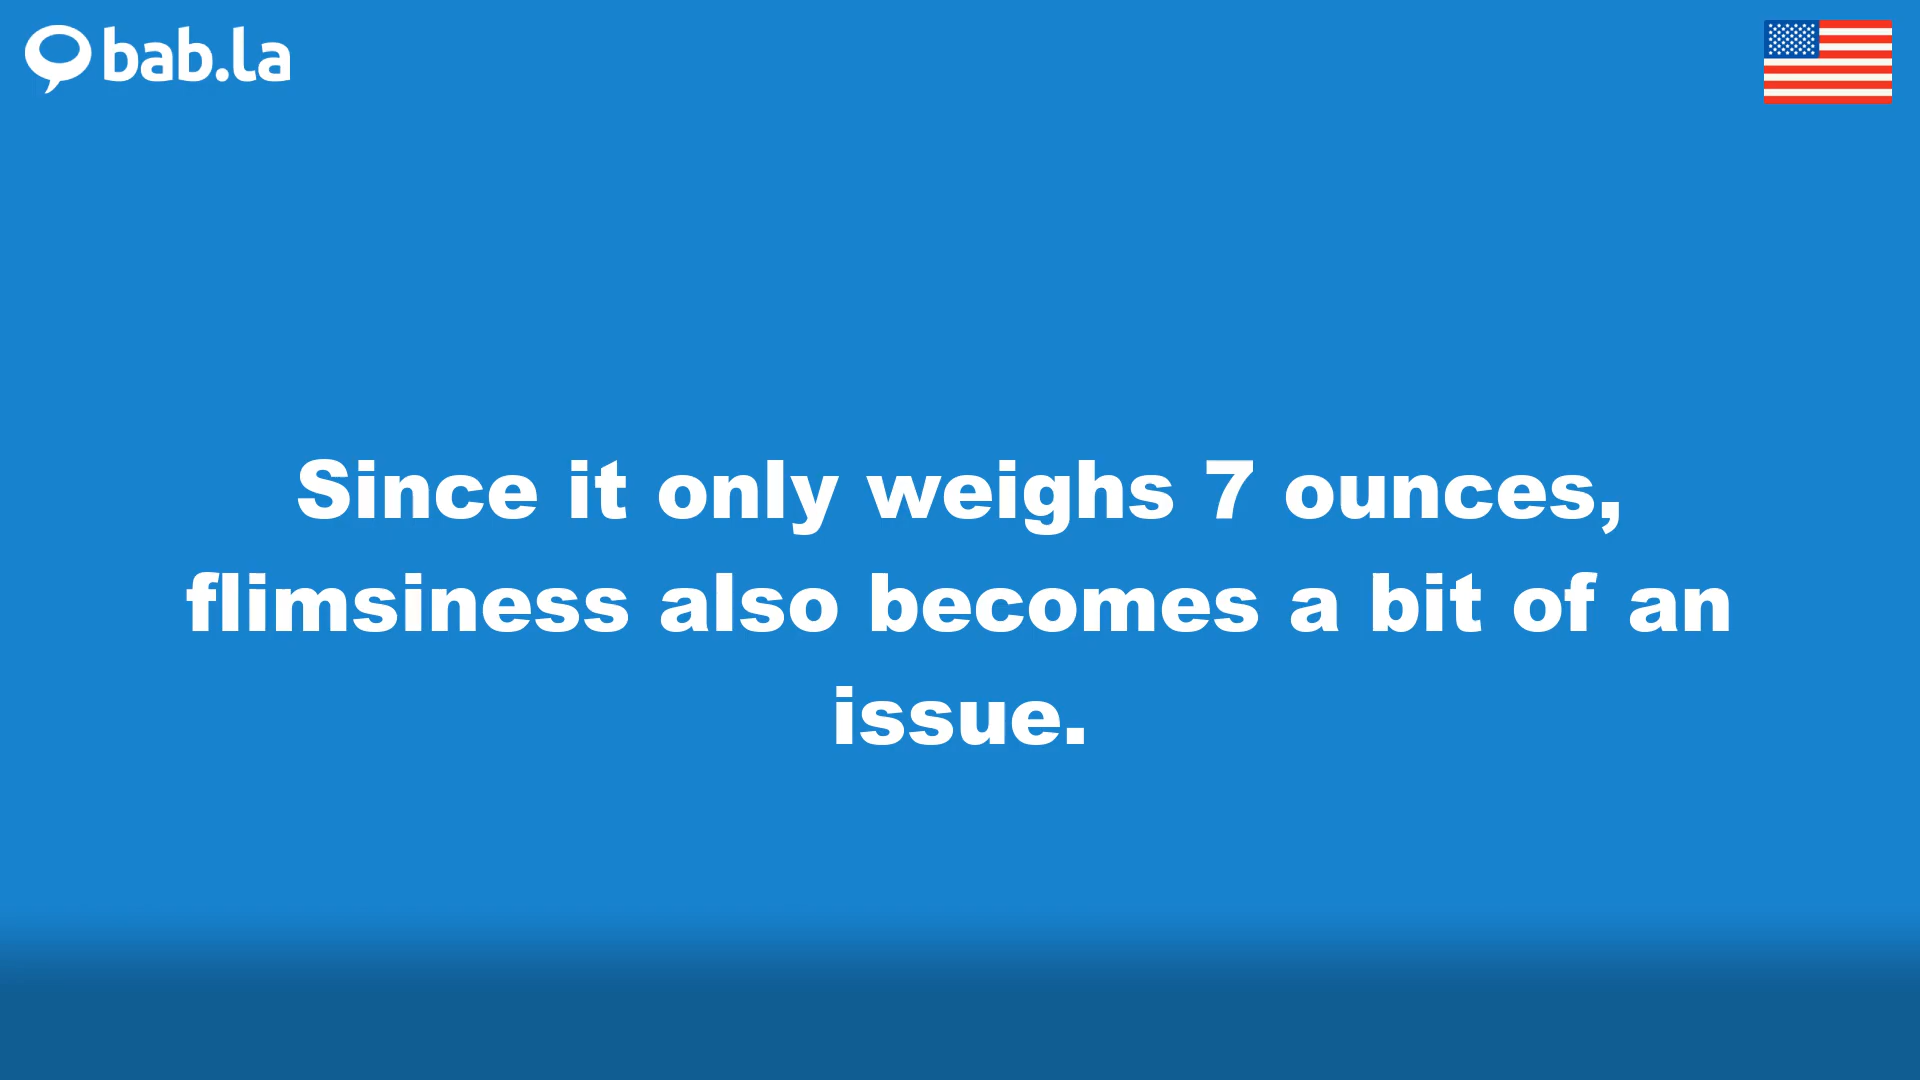 bab.la
Since it only weighs 7 ounces,
flimsiness also becomes a bit of an
issue.